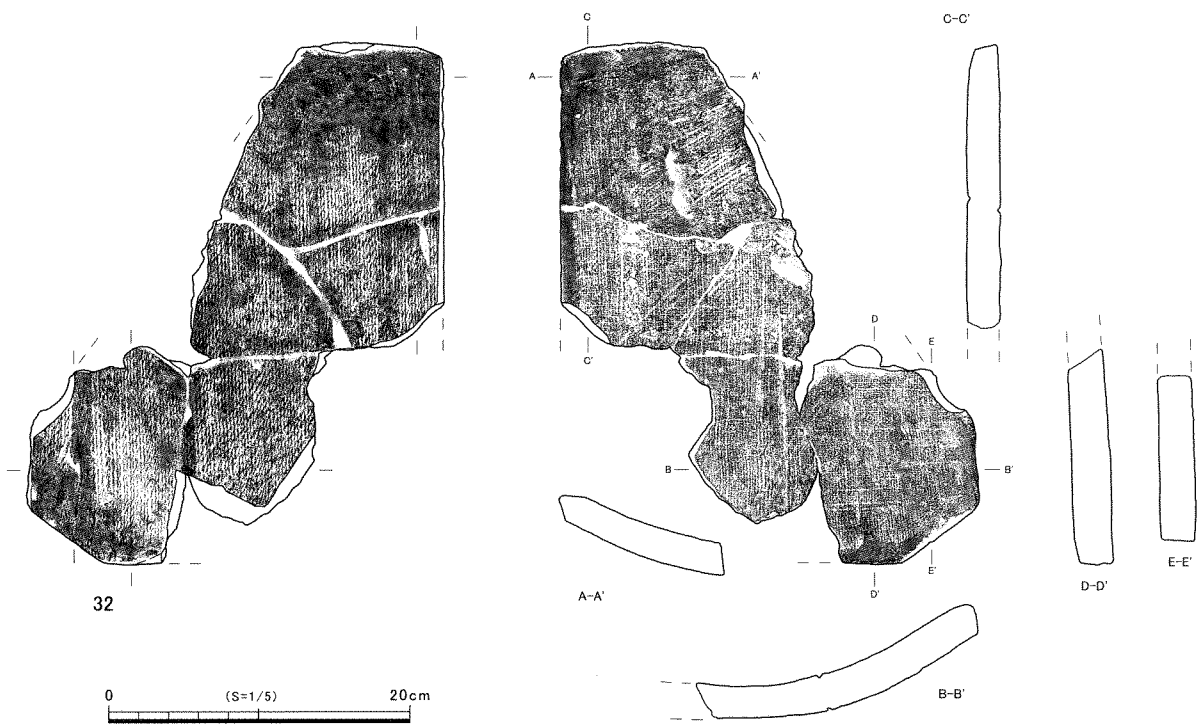 C
C-C'
A
A'
C'
D
E
B
B'
32
A-A'
E'
D'
E-E'
D-D'
B-B'
0 (S=1/5) 20cm